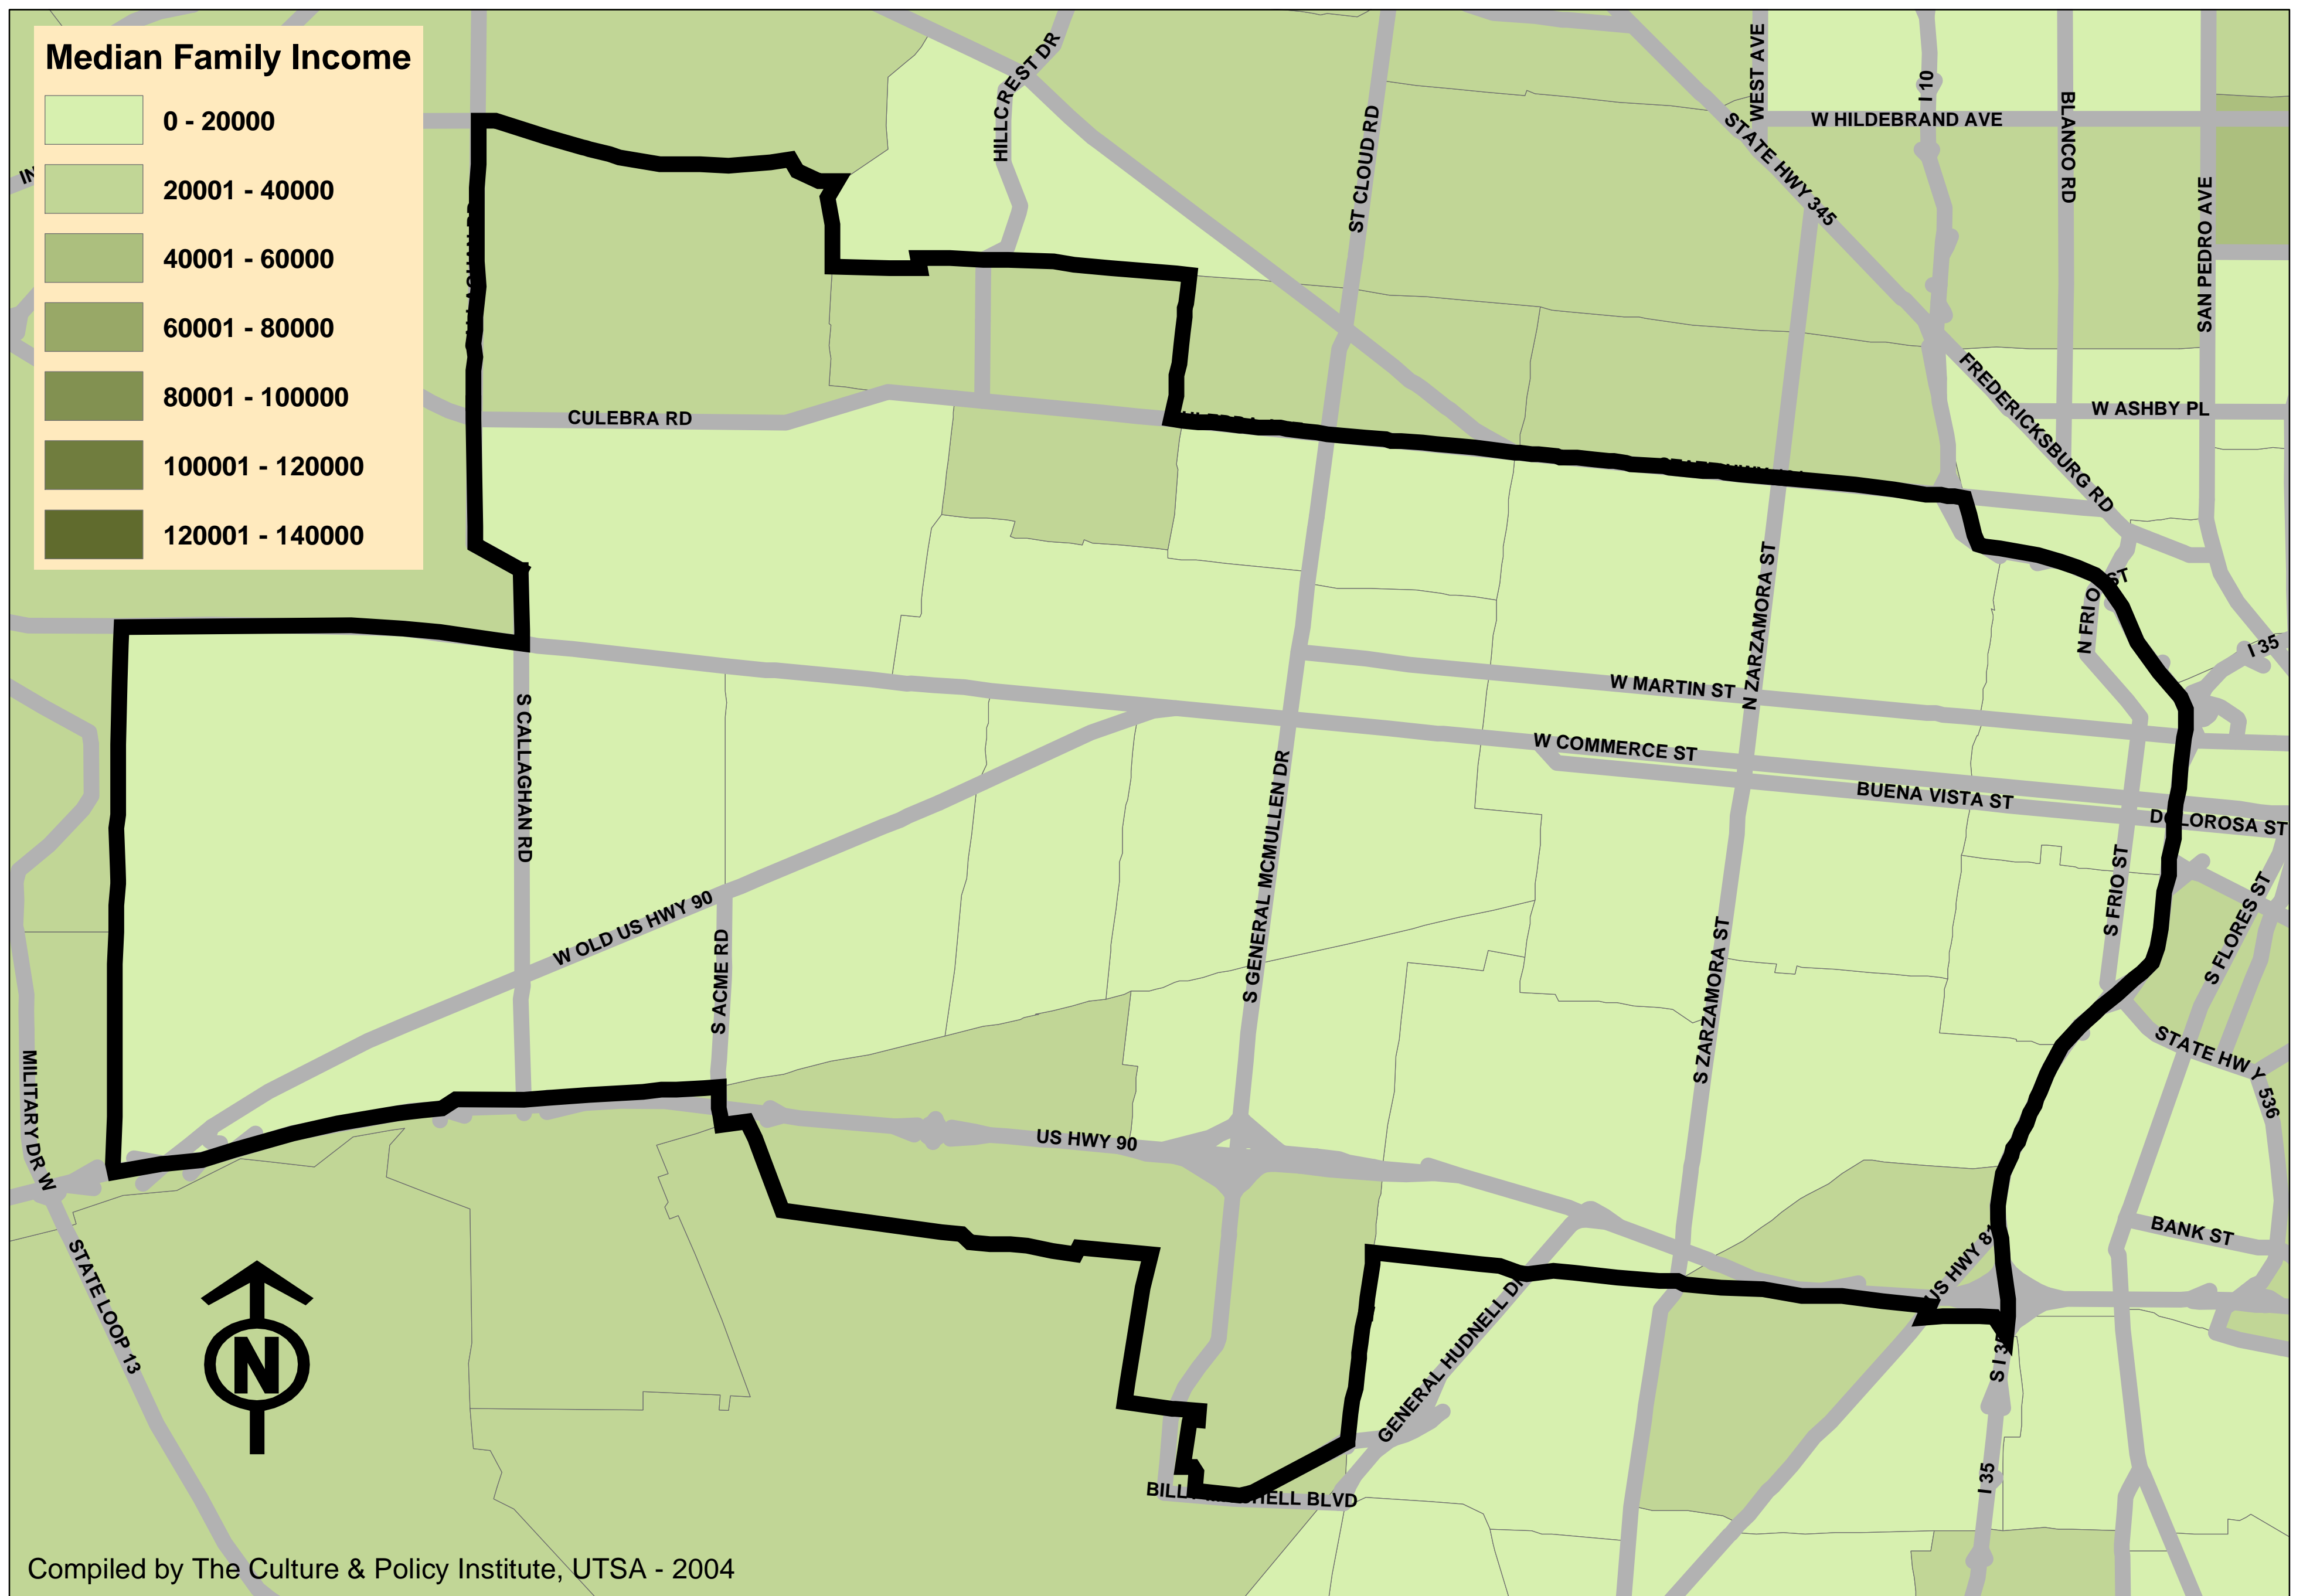 Median Family Income
0 - 20000
20001 - 40000
40001 - 60000
60001 - 80000
80001 - 100000
100001 - 120000
120001 - 140000
HILLCREST DR
ST CLOUD RD
WEST AVE
I 10
BLANCO RD
W HILDEBRAND AVE
STATE HWY 345
SAN PEDRO AVE
CULEBRA RD
FREDERICKSBURG RD
W ASHBY PL
N ZARZAMORA ST
N FRIO ST
I 35
W MARTIN ST
W COMMERCE ST
BUENA VISTA ST
DOLOROSA ST
S CALLAGHAN RD
S GENERAL MCMULLEN DR
W OLD US HWY 90
S ACME RD
S ZARZAMORA ST
S FRIO ST
S FLORES ST
STATE HWY 536
MILITARY DR W
US HWY 90
STATE LOOP 13
US HWY 81
BANK ST
GENERAL HUDNELL DR
S I 35
I 35
BLVD
N
Compiled by The Culture & Policy Institute, UTSA - 2004